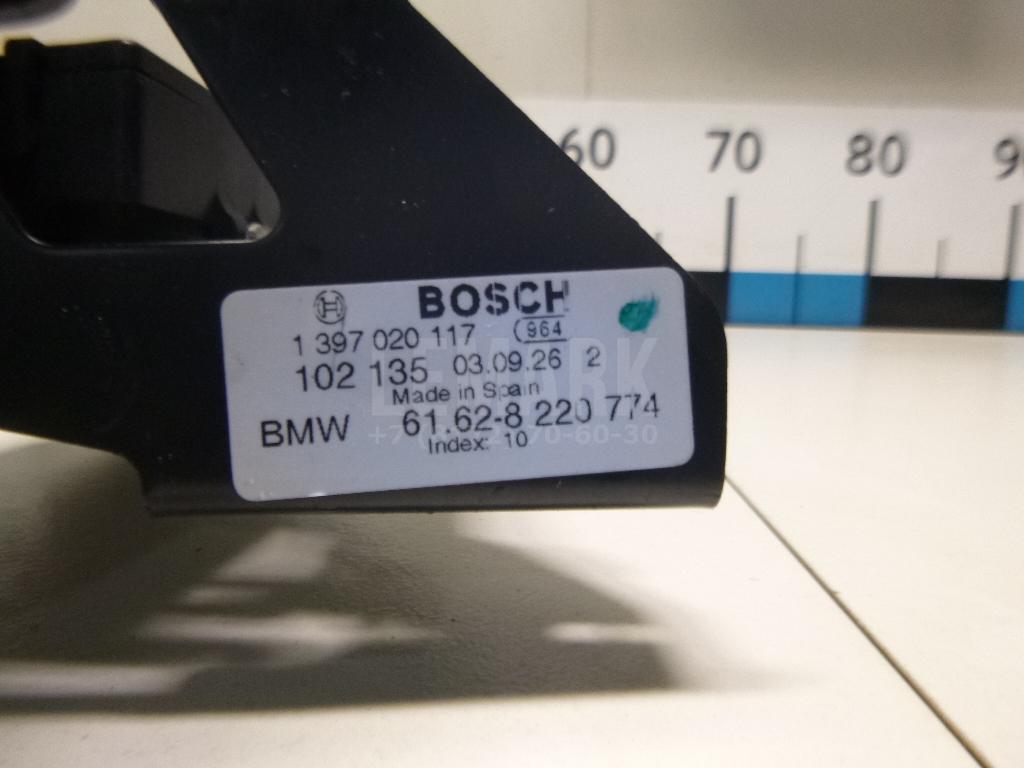 60 70 80
BOSCH
1 397 020 117 964
102 135 03.09.26 2
Made in Spain
BMW 61.62-8 220 774
Index: 10
LEMARK